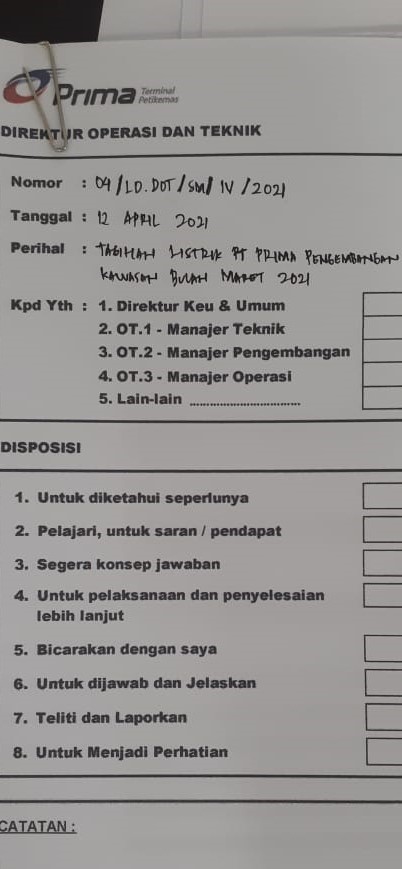 Prima Terminal
Petikemas
DIREKTUR OPERASI DAN TEKNIK
Nomor : 04/LD.DOT/SM/IV/2021
Tanggal : 12 APRIL 2021
Perihal : TAGIHAN LISTRIK PT PRIMA PENGEMBANGAN
KAWASAN BULAN MARET 2021
Kpd Yth : 1. Direktur Keu & Umum
2. OT.1 - Manajer Teknik
3. OT.2 - Manajer Pengembangan
4. OT.3 - Manajer Operasi
5. Lain-lain ..............................
DISPOSISI
1. Untuk diketahui seperlunya
2. Pelajari, untuk saran / pendapat
3. Segera konsep jawaban
4. Untuk pelaksanaan dan penyelesaian
lebih lanjut
5. Bicarakan dengan saya
6. Untuk dijawab dan Jelaskan
7. Teliti dan Laporkan
8. Untuk Menjadi Perhatian
CATATAN :